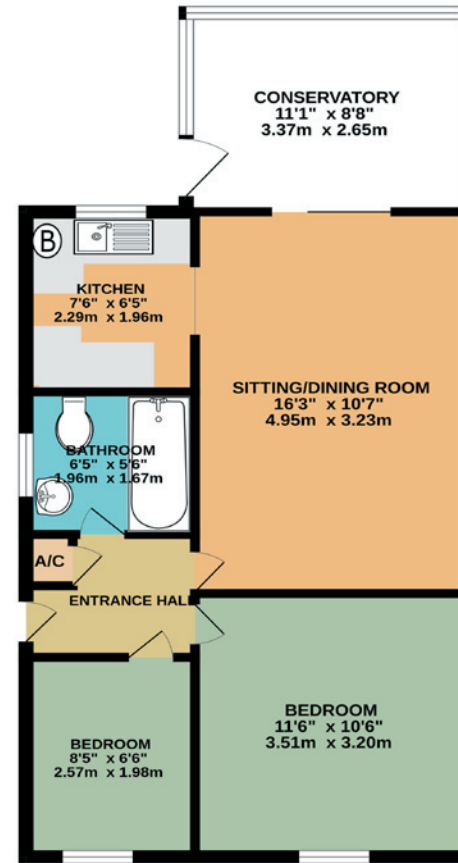 CONSERVATORY
11'1" x 8'8"
3.37m x 2.65m
B
KITCHEN
7'6" x 6'5"
2.29m x 1.96m
SITTING/DINING ROOM
16'3" x 10'7"
4.95m x 3.23m
BATHROOM
6'5" x 5'6"
1.96m x 1.67m
A/C
ENTRANCE HALL
BEDROOM
11'6" x 10'6"
3.51m x 3.20m
BEDROOM
8'5" x 6'6"
2.57m x 1.98m